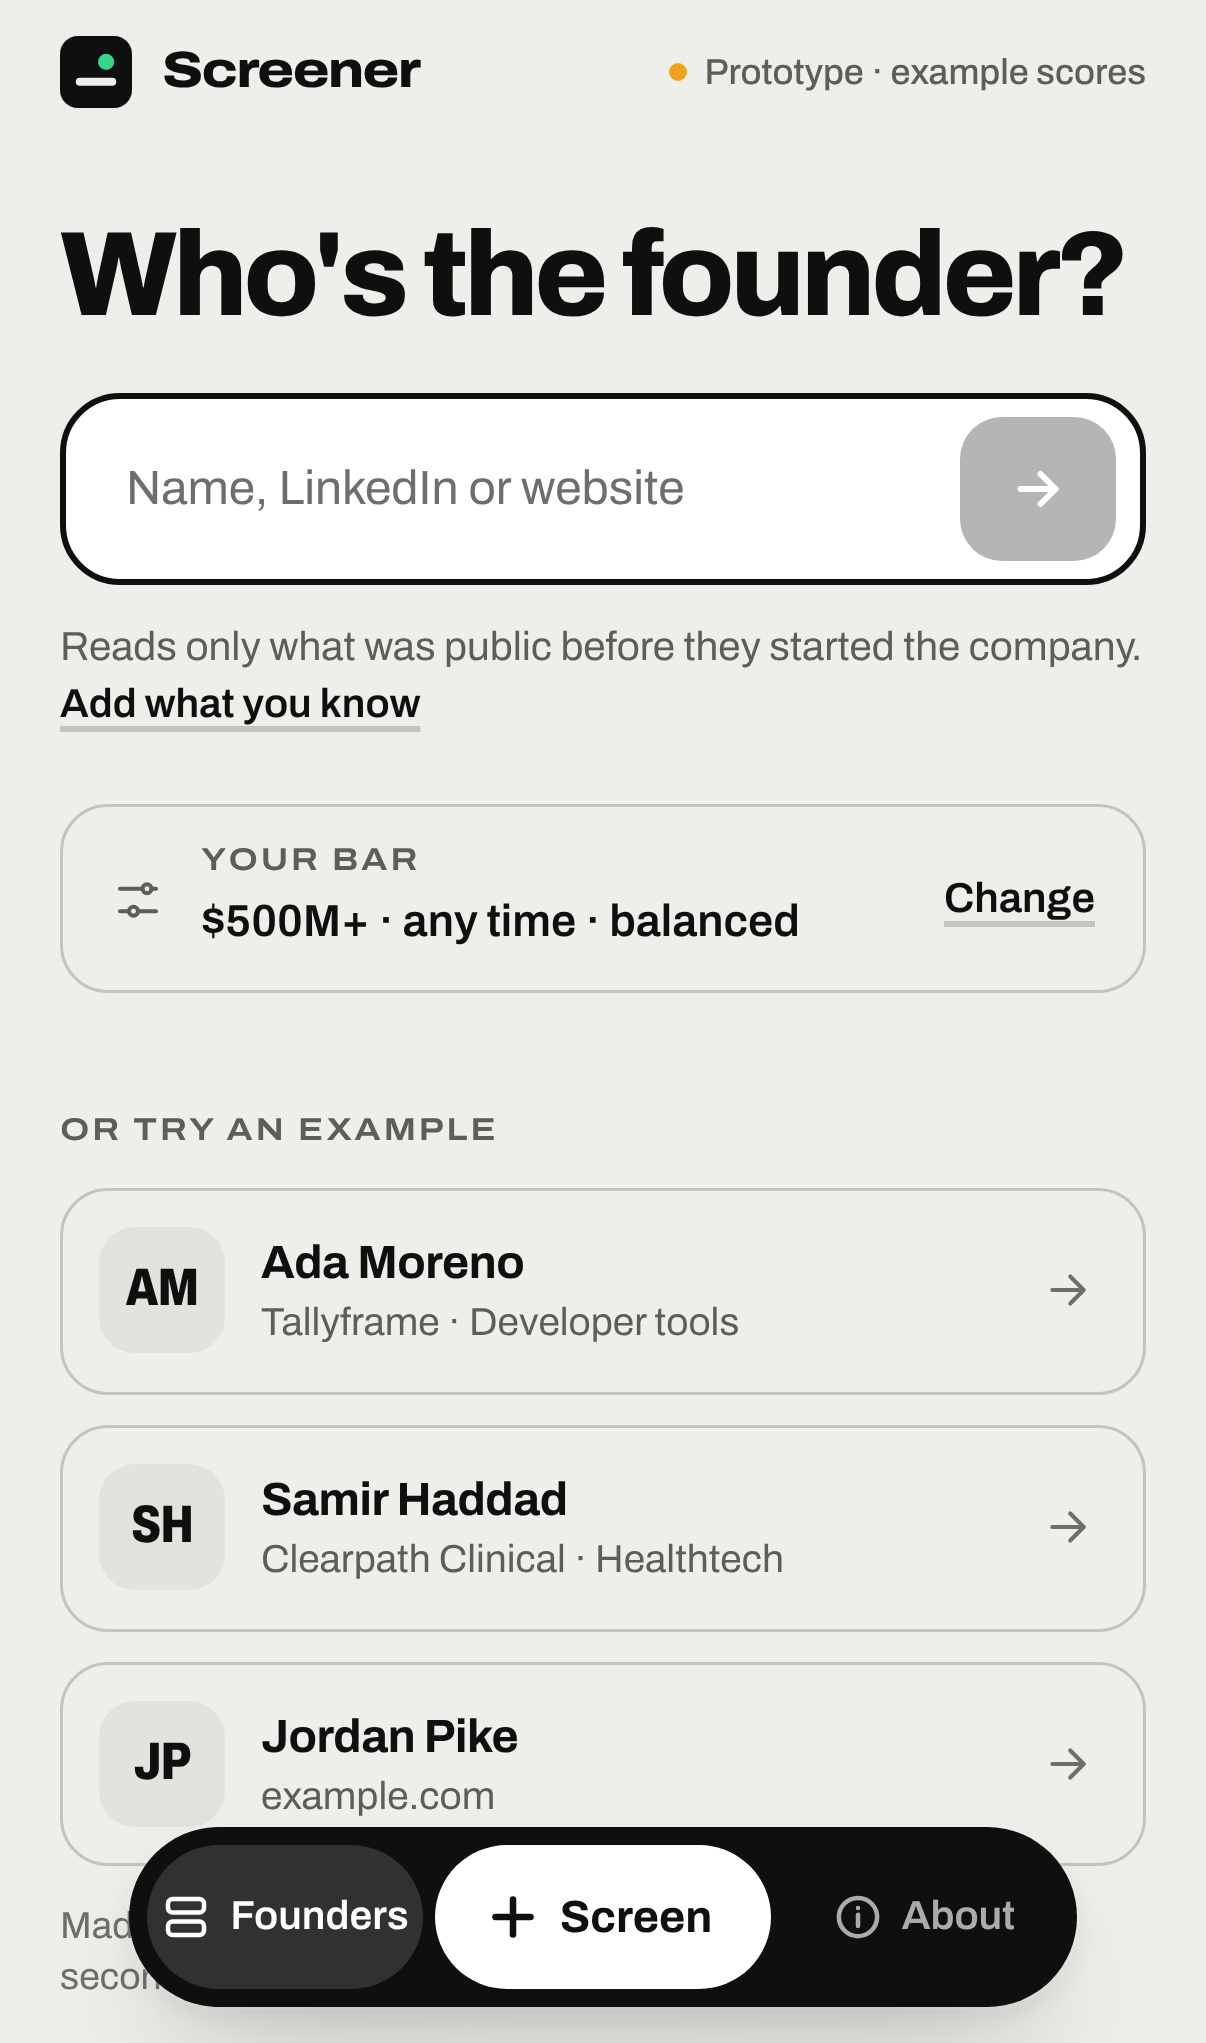 Screener
Prototype · example scores
Who's the founder?
Name, LinkedIn or website
Reads only what was public before they started the company.
Add what you know
YOUR BAR
$500M+ · any time · balanced
Change
OR TRY AN EXAMPLE
AM
Ada Moreno
Tallyframe · Developer tools
SH
Samir Haddad
Clearpath Clinical · Healthtech
JP
Jordan Pike
example.com
Founders
Screen
About